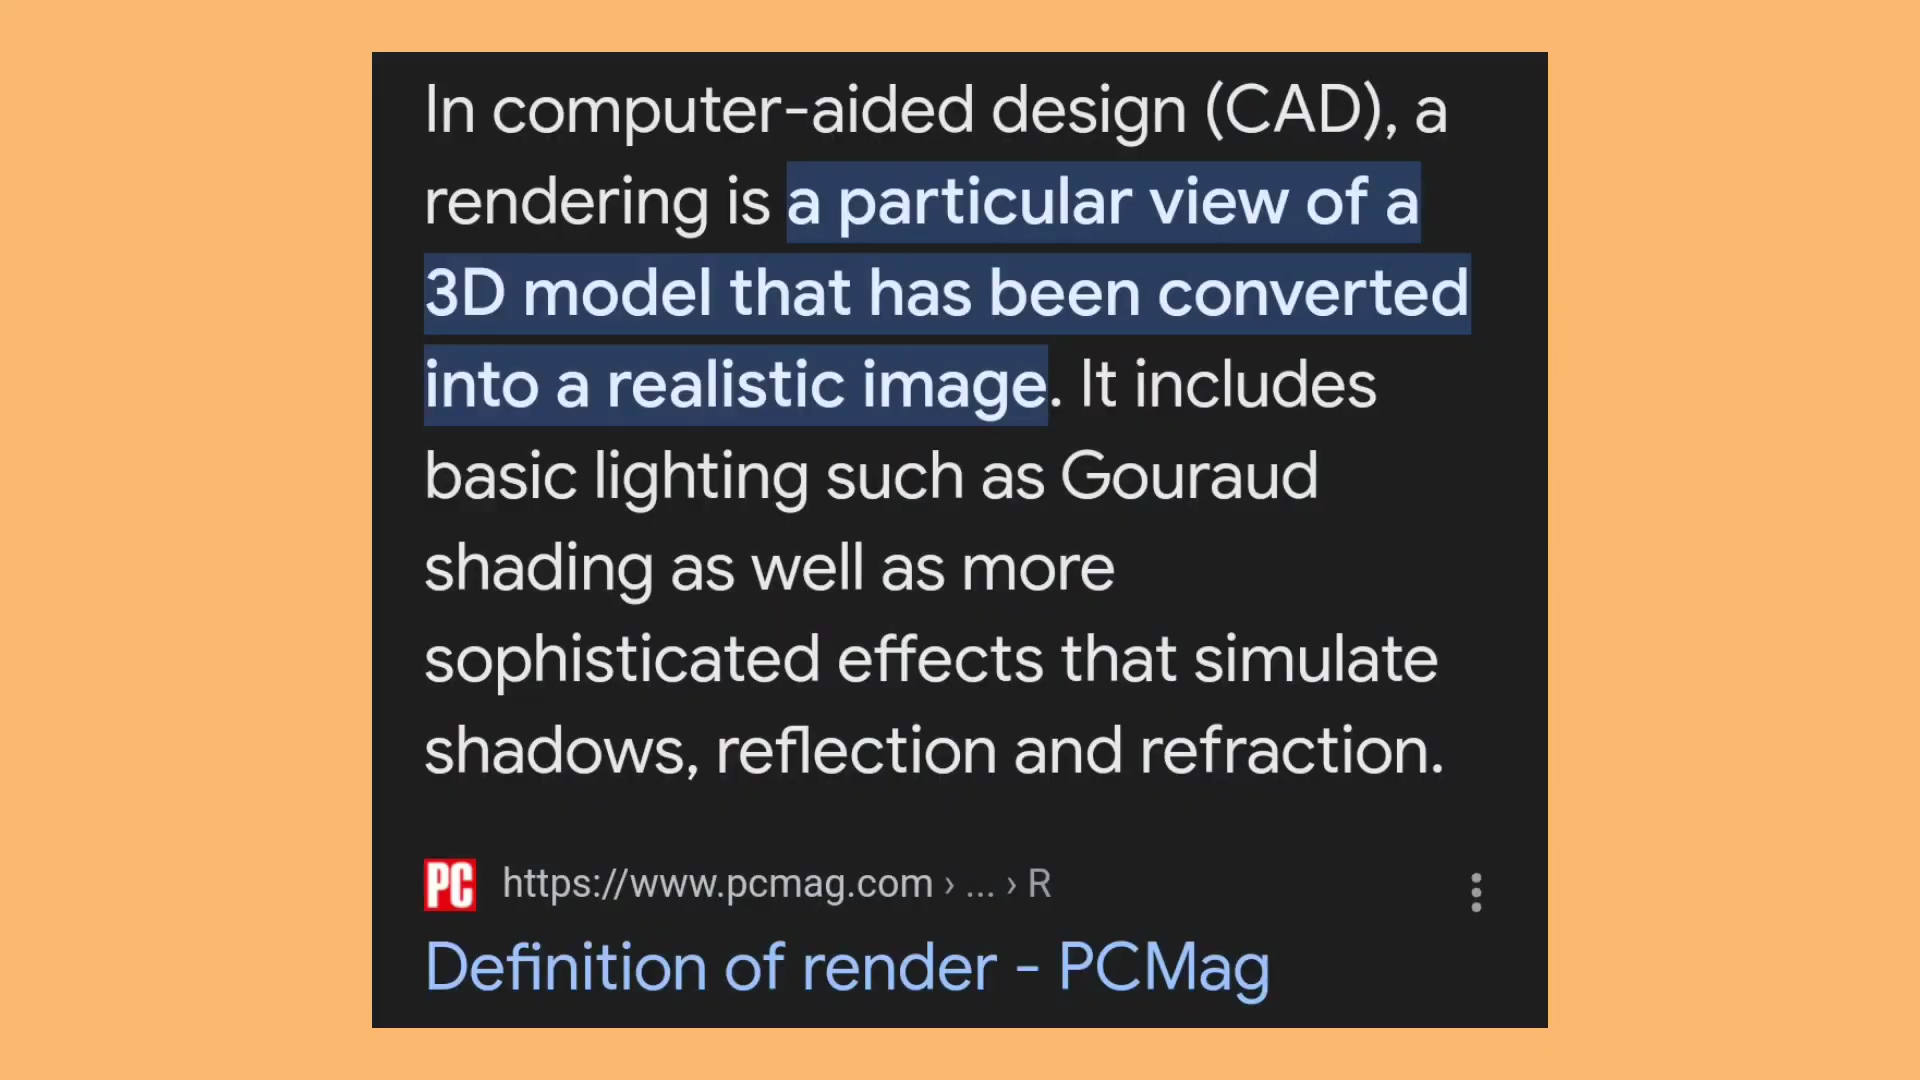 In computer-aided design (CAD), a
rendering is a particular view of a
3D model that has been converted
into a realistic image. It includes
basic lighting such as Gouraud
shading as well as more
sophisticated effects that simulate
shadows, reflection and refraction.
PC https://www.pcmag.com › ... › R
Definition of render - PCMag